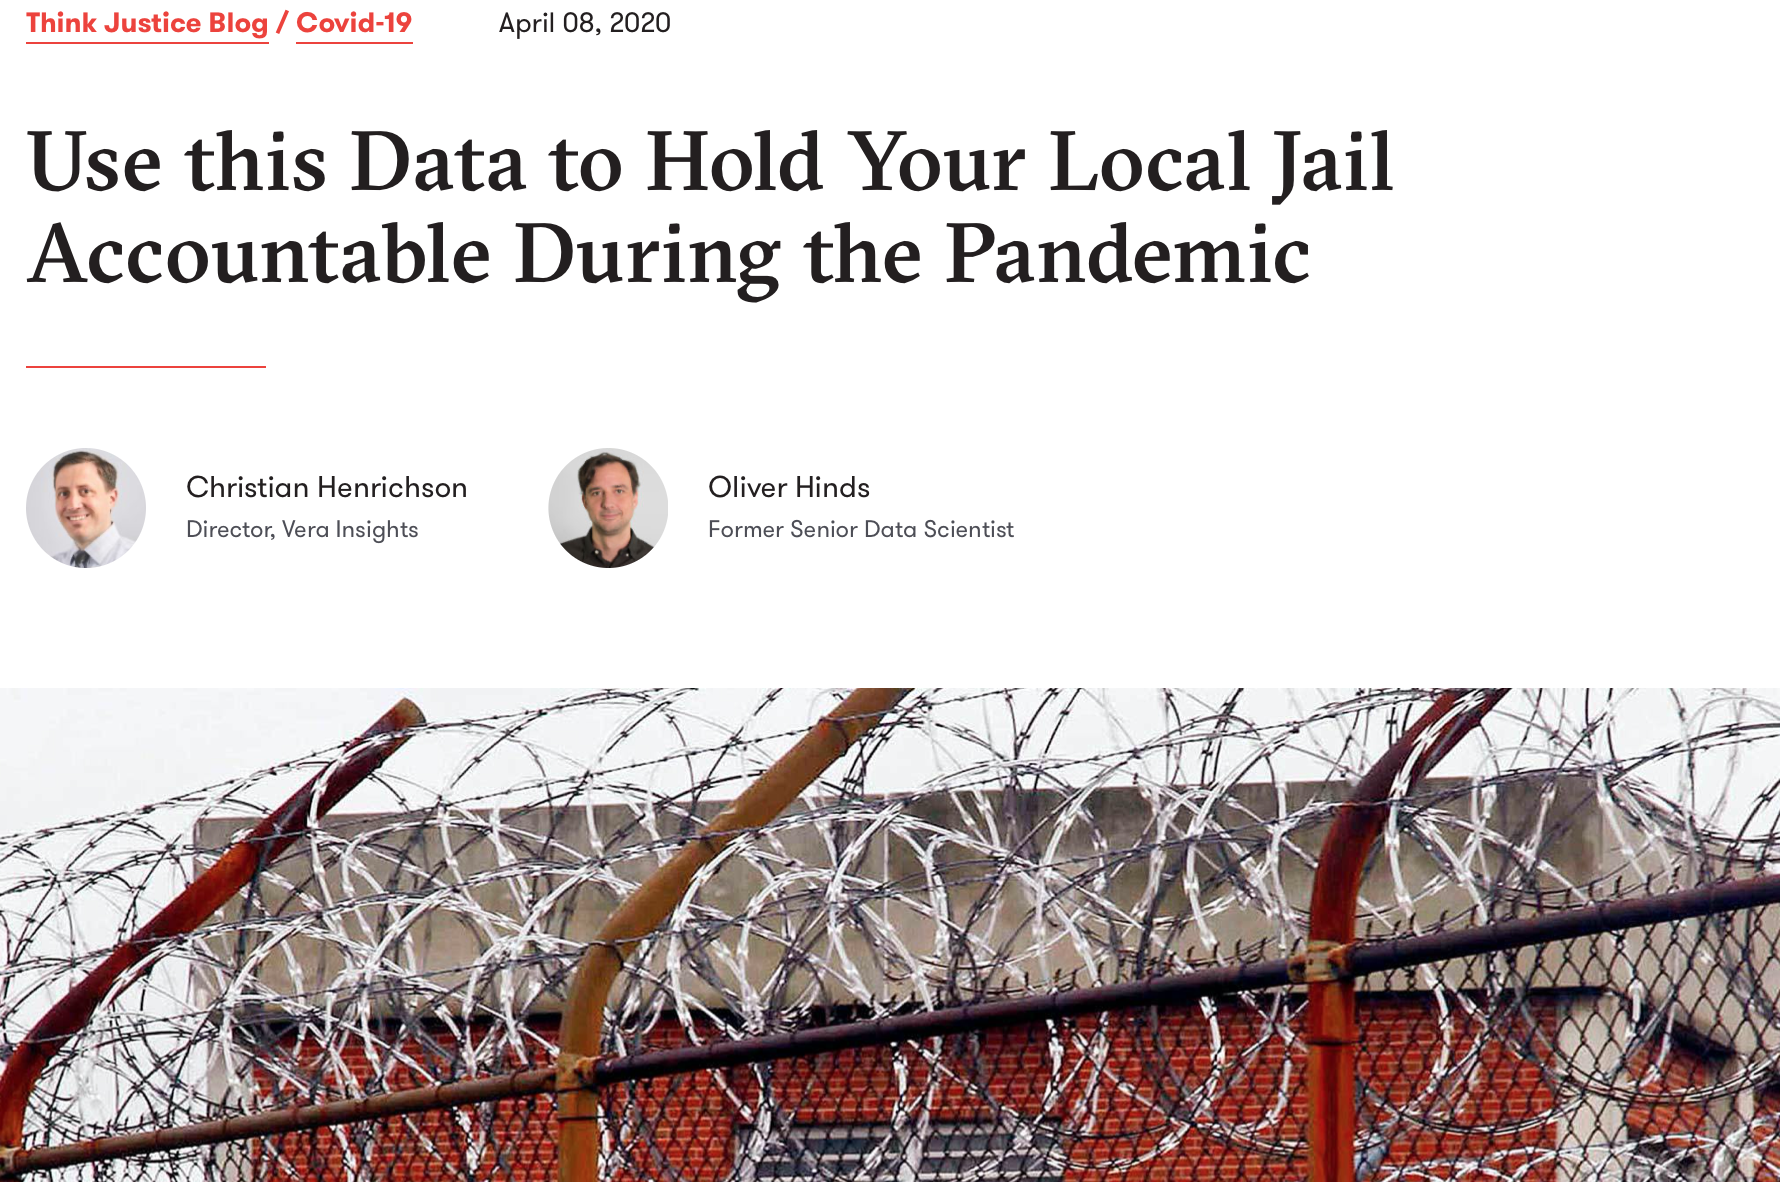 Think Justice Blog / Covid-19 April 08, 2020
Use this Data to Hold Your Local Jail
Accountable During the Pandemic
Christian Henrichson
Director, Vera Insights
Oliver Hinds
Former Senior Data Scientist